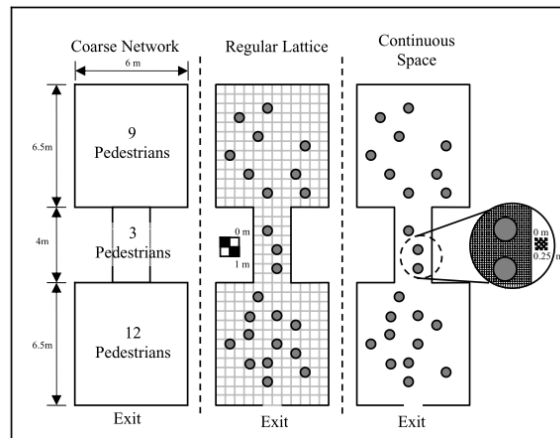 Coarse Network
6 m
6.5m
9
Pedestrians
4m
3
Pedestrians
6.5m
12
Pedestrians
Exit
Regular Lattice
0 m
1 m
Exit
Continuous
Space
0 m
0.25 m
Exit